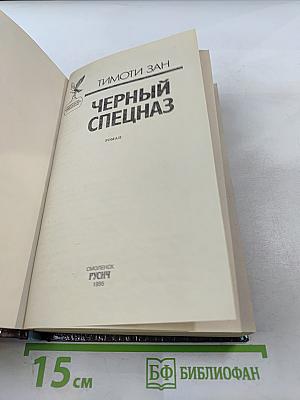 ТИМОТИ ЗАН
ЧЕРНЫЙ
СПЕЦНАЗ
РОМАН
СМОЛЕНСК
РУСИЧ
1995
15 см
БФ БИБЛИОФАН